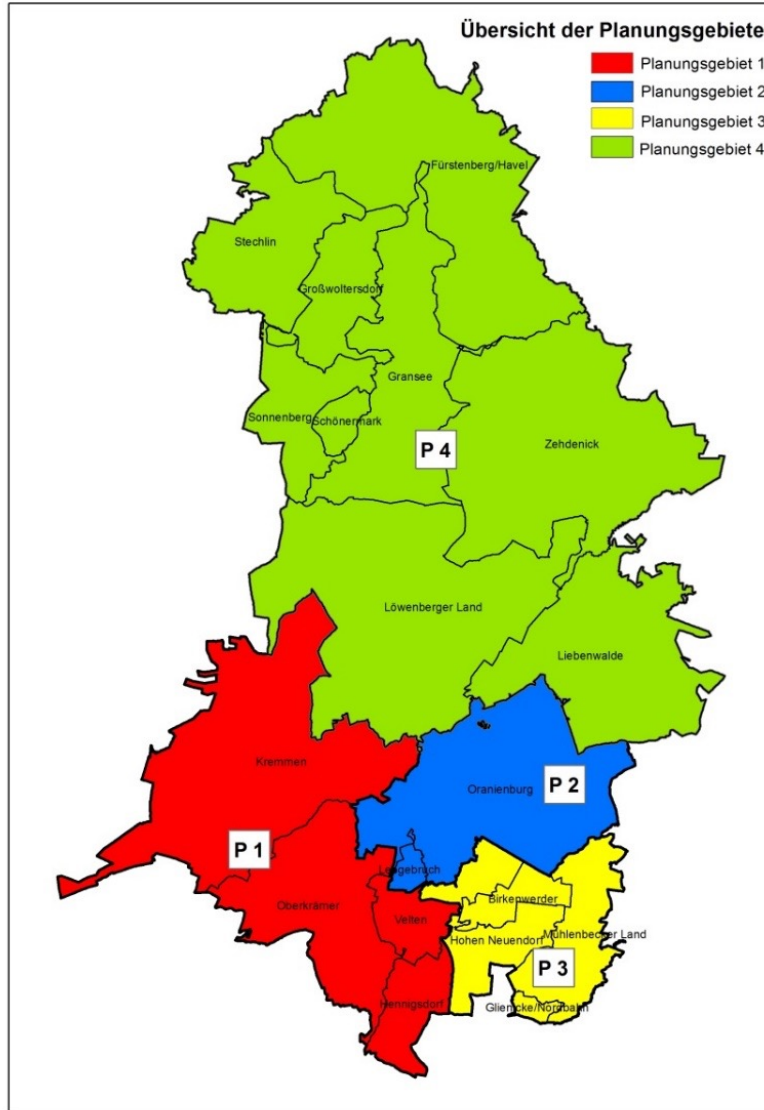 Übersicht der Planungsgebiete
Planungsgebiet 1
Planungsgebiet 2
Planungsgebiet 3
Planungsgebiet 4
Fürstenberg/Havel
Stechlin
Großwoltersdorf
Gransee
Sonnenberg
Schönermark
P 4
Zehdenick
Löwenberger Land
Liebenwalde
Kremmen
P 2
Oranienburg
P 1
Leegebruch
Birkenwerder
Oberkrämer
Velten
Hohen Neuendorf
Mühlenbecker Land
P 3
Hennigsdorf
Glienicke/Nordbahn